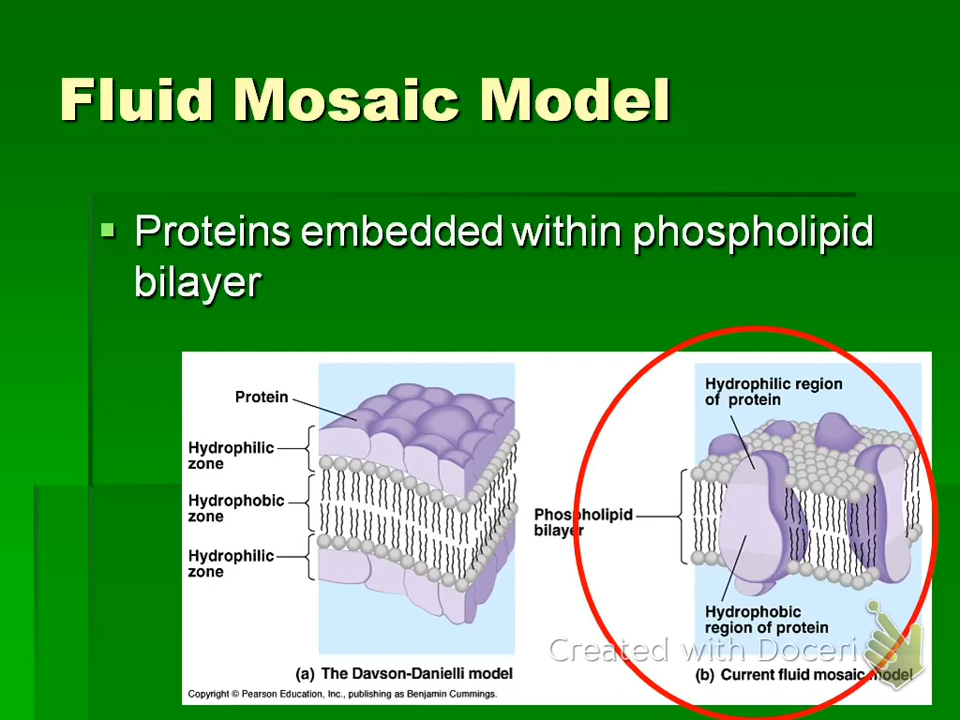 Fluid Mosaic Model
Proteins embedded within phospholipid
bilayer
Protein
Hydrophilic
zone
Hydrophobic
zone
Hydrophilic
zone
(a) The Davson-Danielli model
Copyright © Pearson Education, Inc., publishing as Benjamin Cummings.
Hydrophilic region
of protein
Phospholipid
bilayer
Hydrophobic
region of protein
(b) Current fluid mosaic model
Created with Doceri